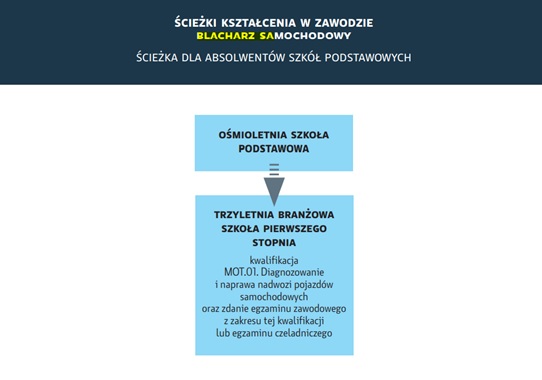 ŚCIEŻKI KSZTAŁCENIA W ZAWODZIE
BLACHARZ SAMOCHODOWY
ŚCIEŻKA DLA ABSOLWENTÓW SZKÓŁ PODSTAWOWYCH
OŚMIOLETNIA SZKOŁA
PODSTAWOWA
TRZYLETNIA BRANŻOWA
SZKOŁA PIERWSZEGO
STOPNIA
kwalifikacja
MOT.01. Diagnozowanie
i naprawa nadwozi pojazdów
samochodowych
oraz zdanie egzaminu zawodowego
z zakresu tej kwalifikacji
lub egzaminu czeladniczego